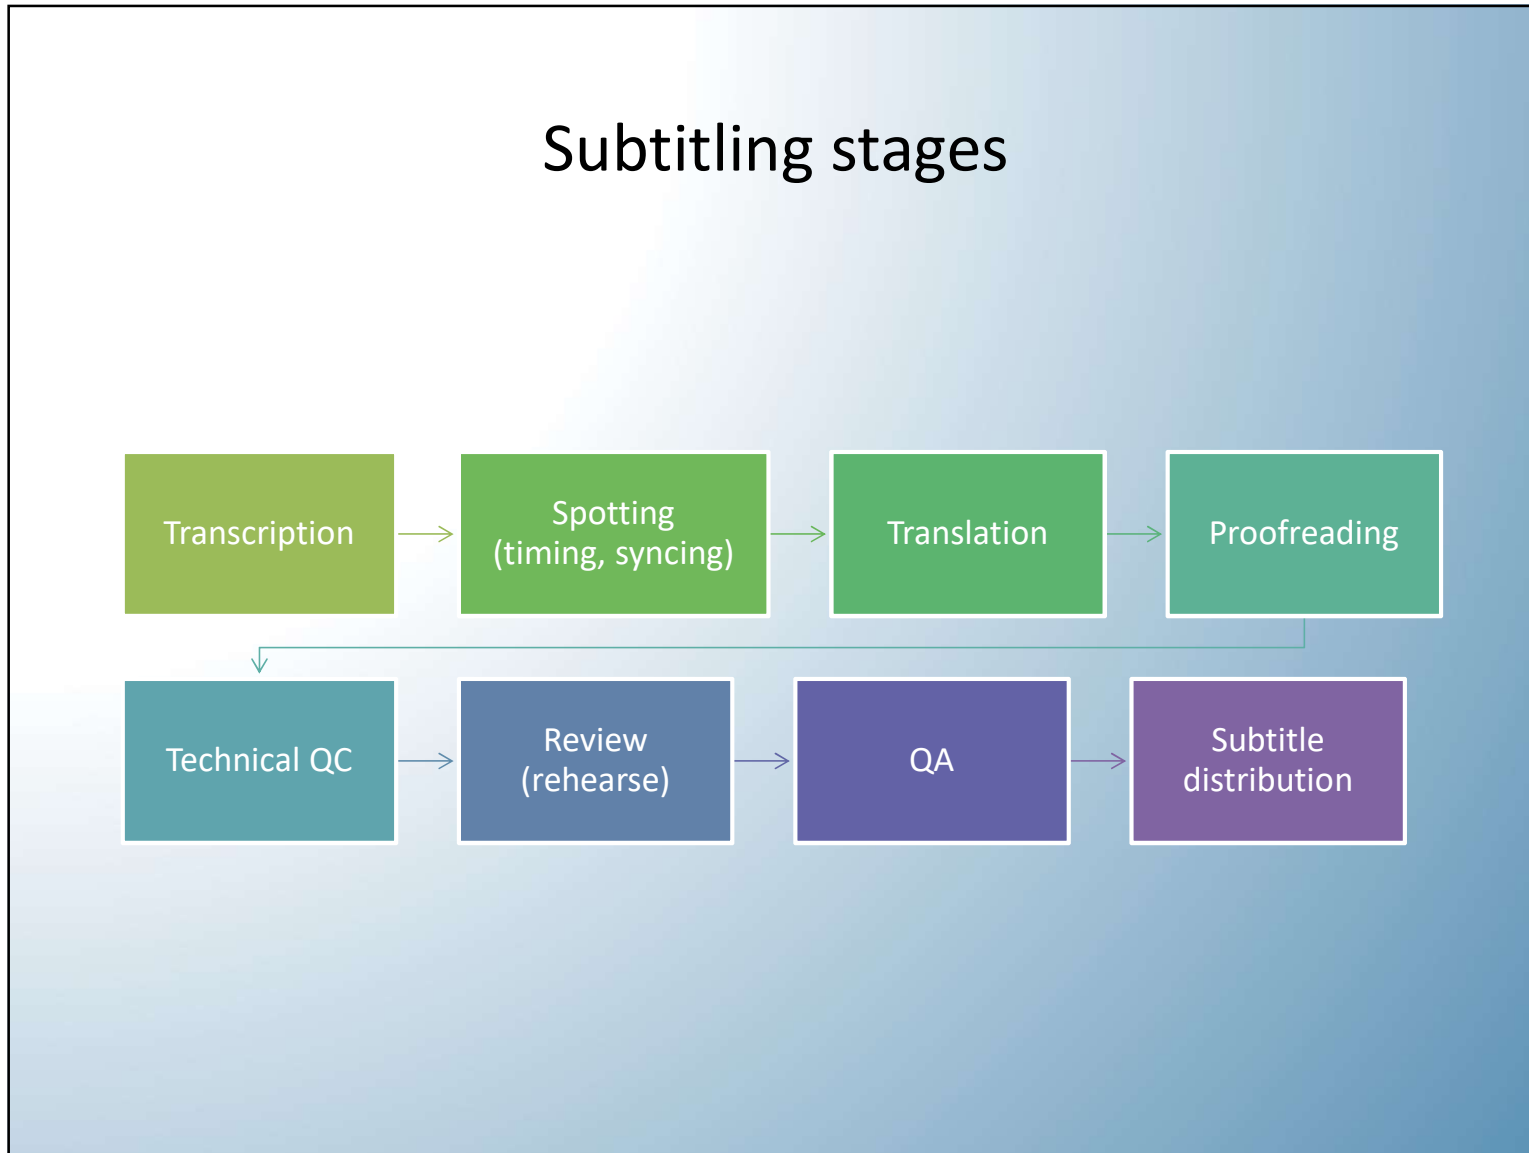 Subtitling stages
Transcription
Spotting
(timing, syncing)
Translation
Proofreading
Technical QC
Review
(rehearse)
QA
Subtitle
distribution